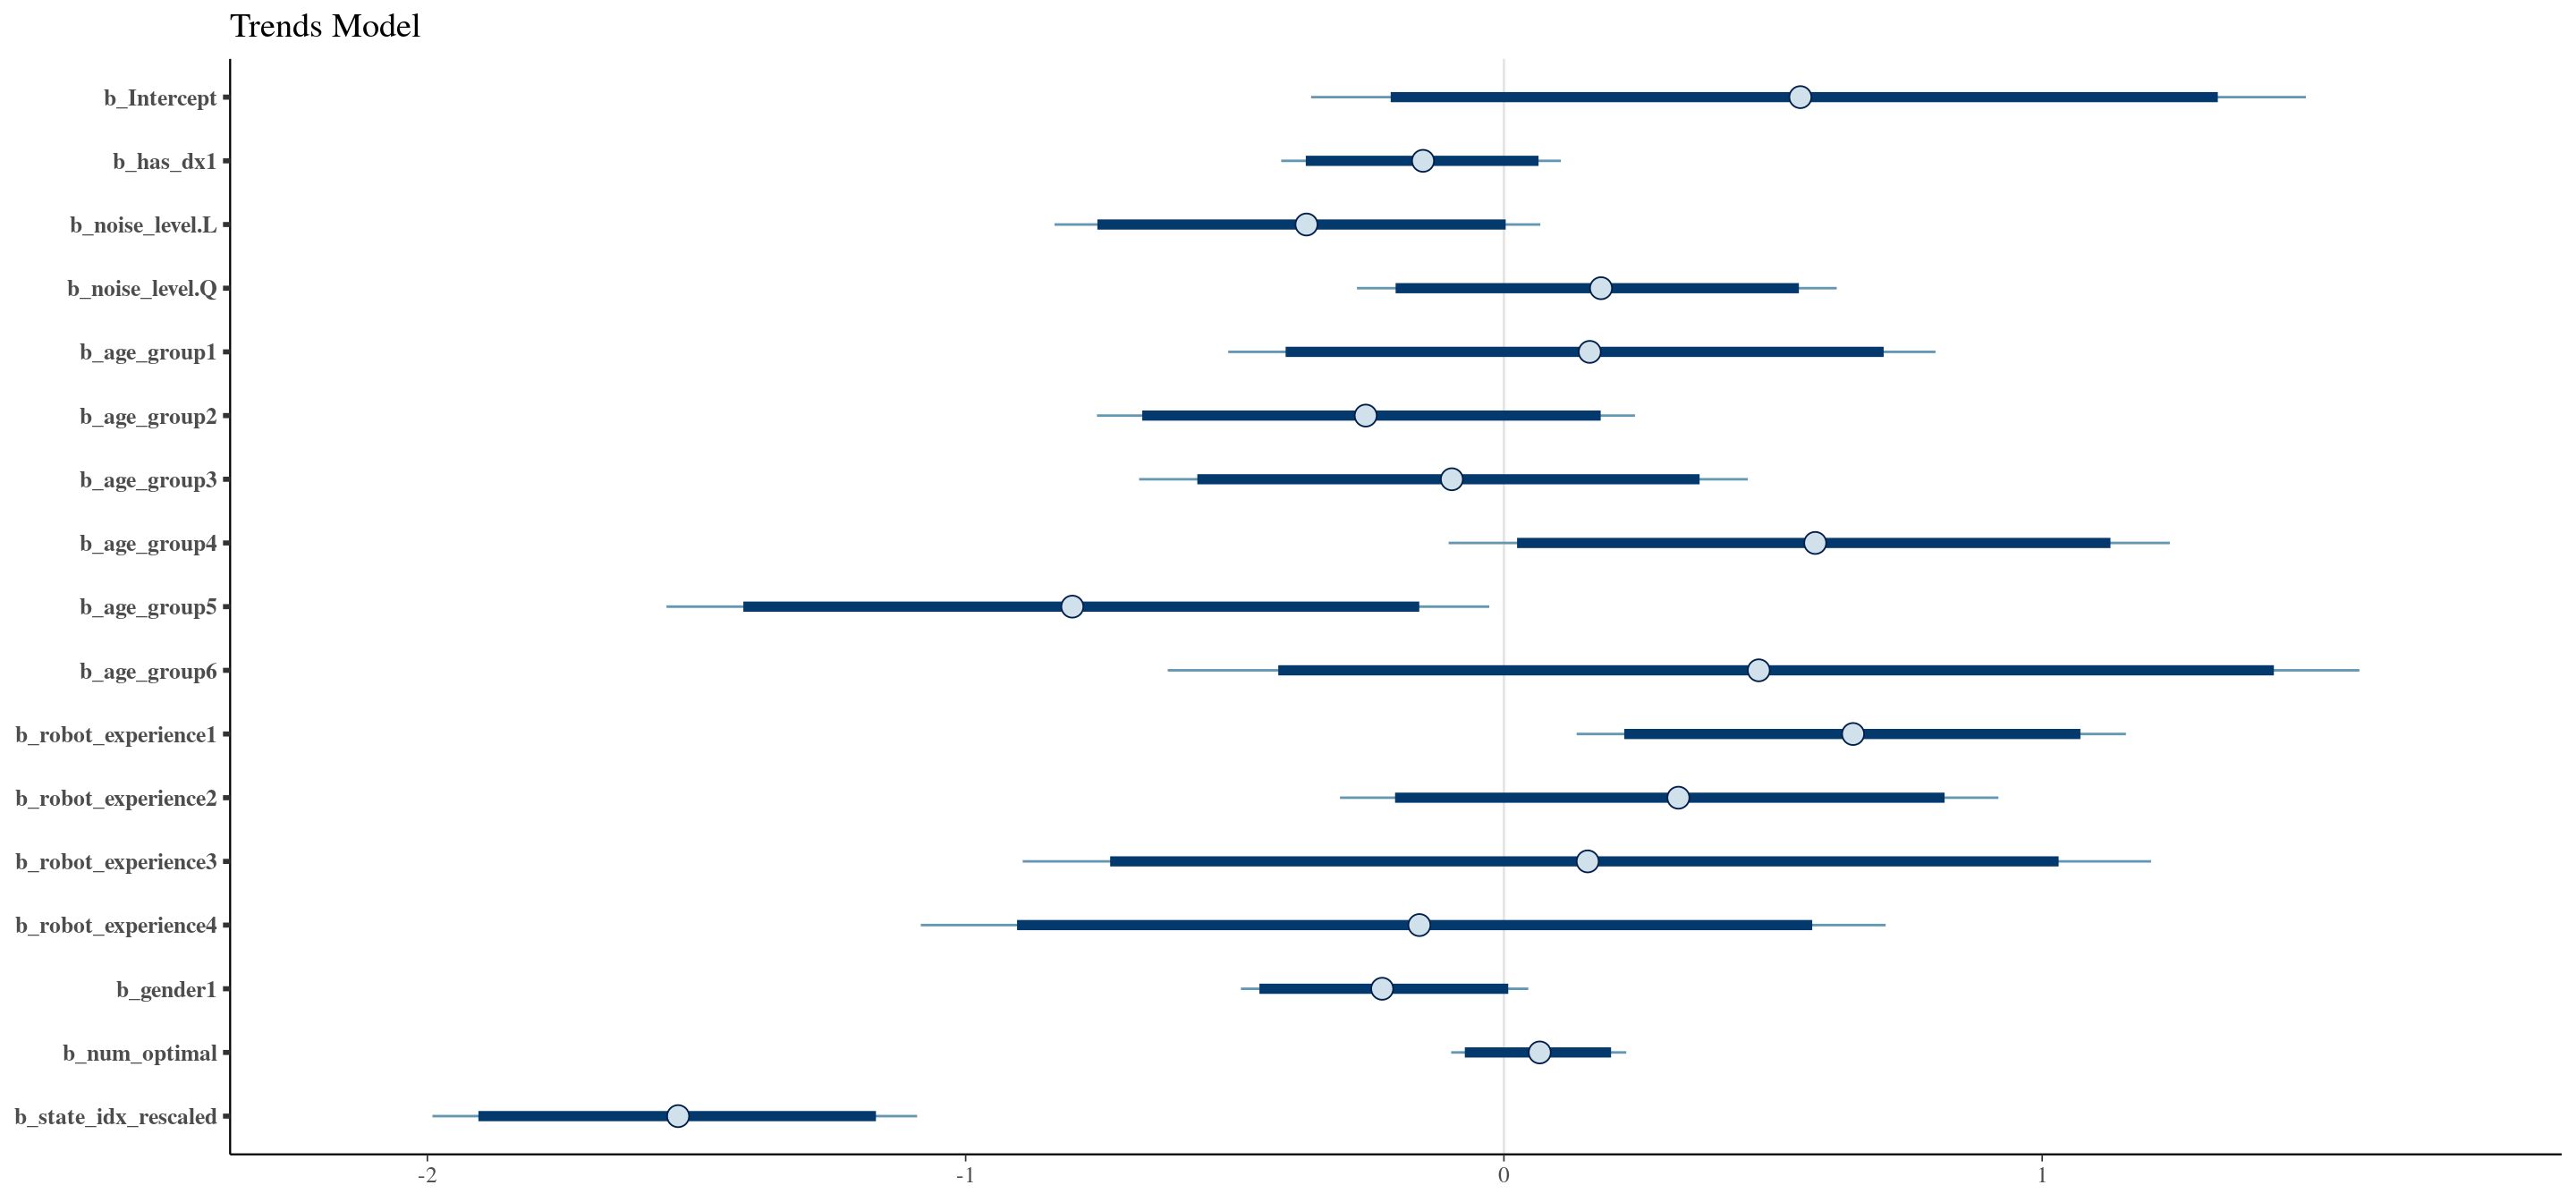 Trends Model
b_Intercept
b_has_dx1
b_noise_level.L
b_noise_level.Q
b_age_group1
b_age_group2
b_age_group3
b_age_group4
b_age_group5
b_age_group6
b_robot_experience1
b_robot_experience2
b_robot_experience3
b_robot_experience4
b_gender1
b_num_optimal
b_state_idx_rescaled
-2 -1 0 1